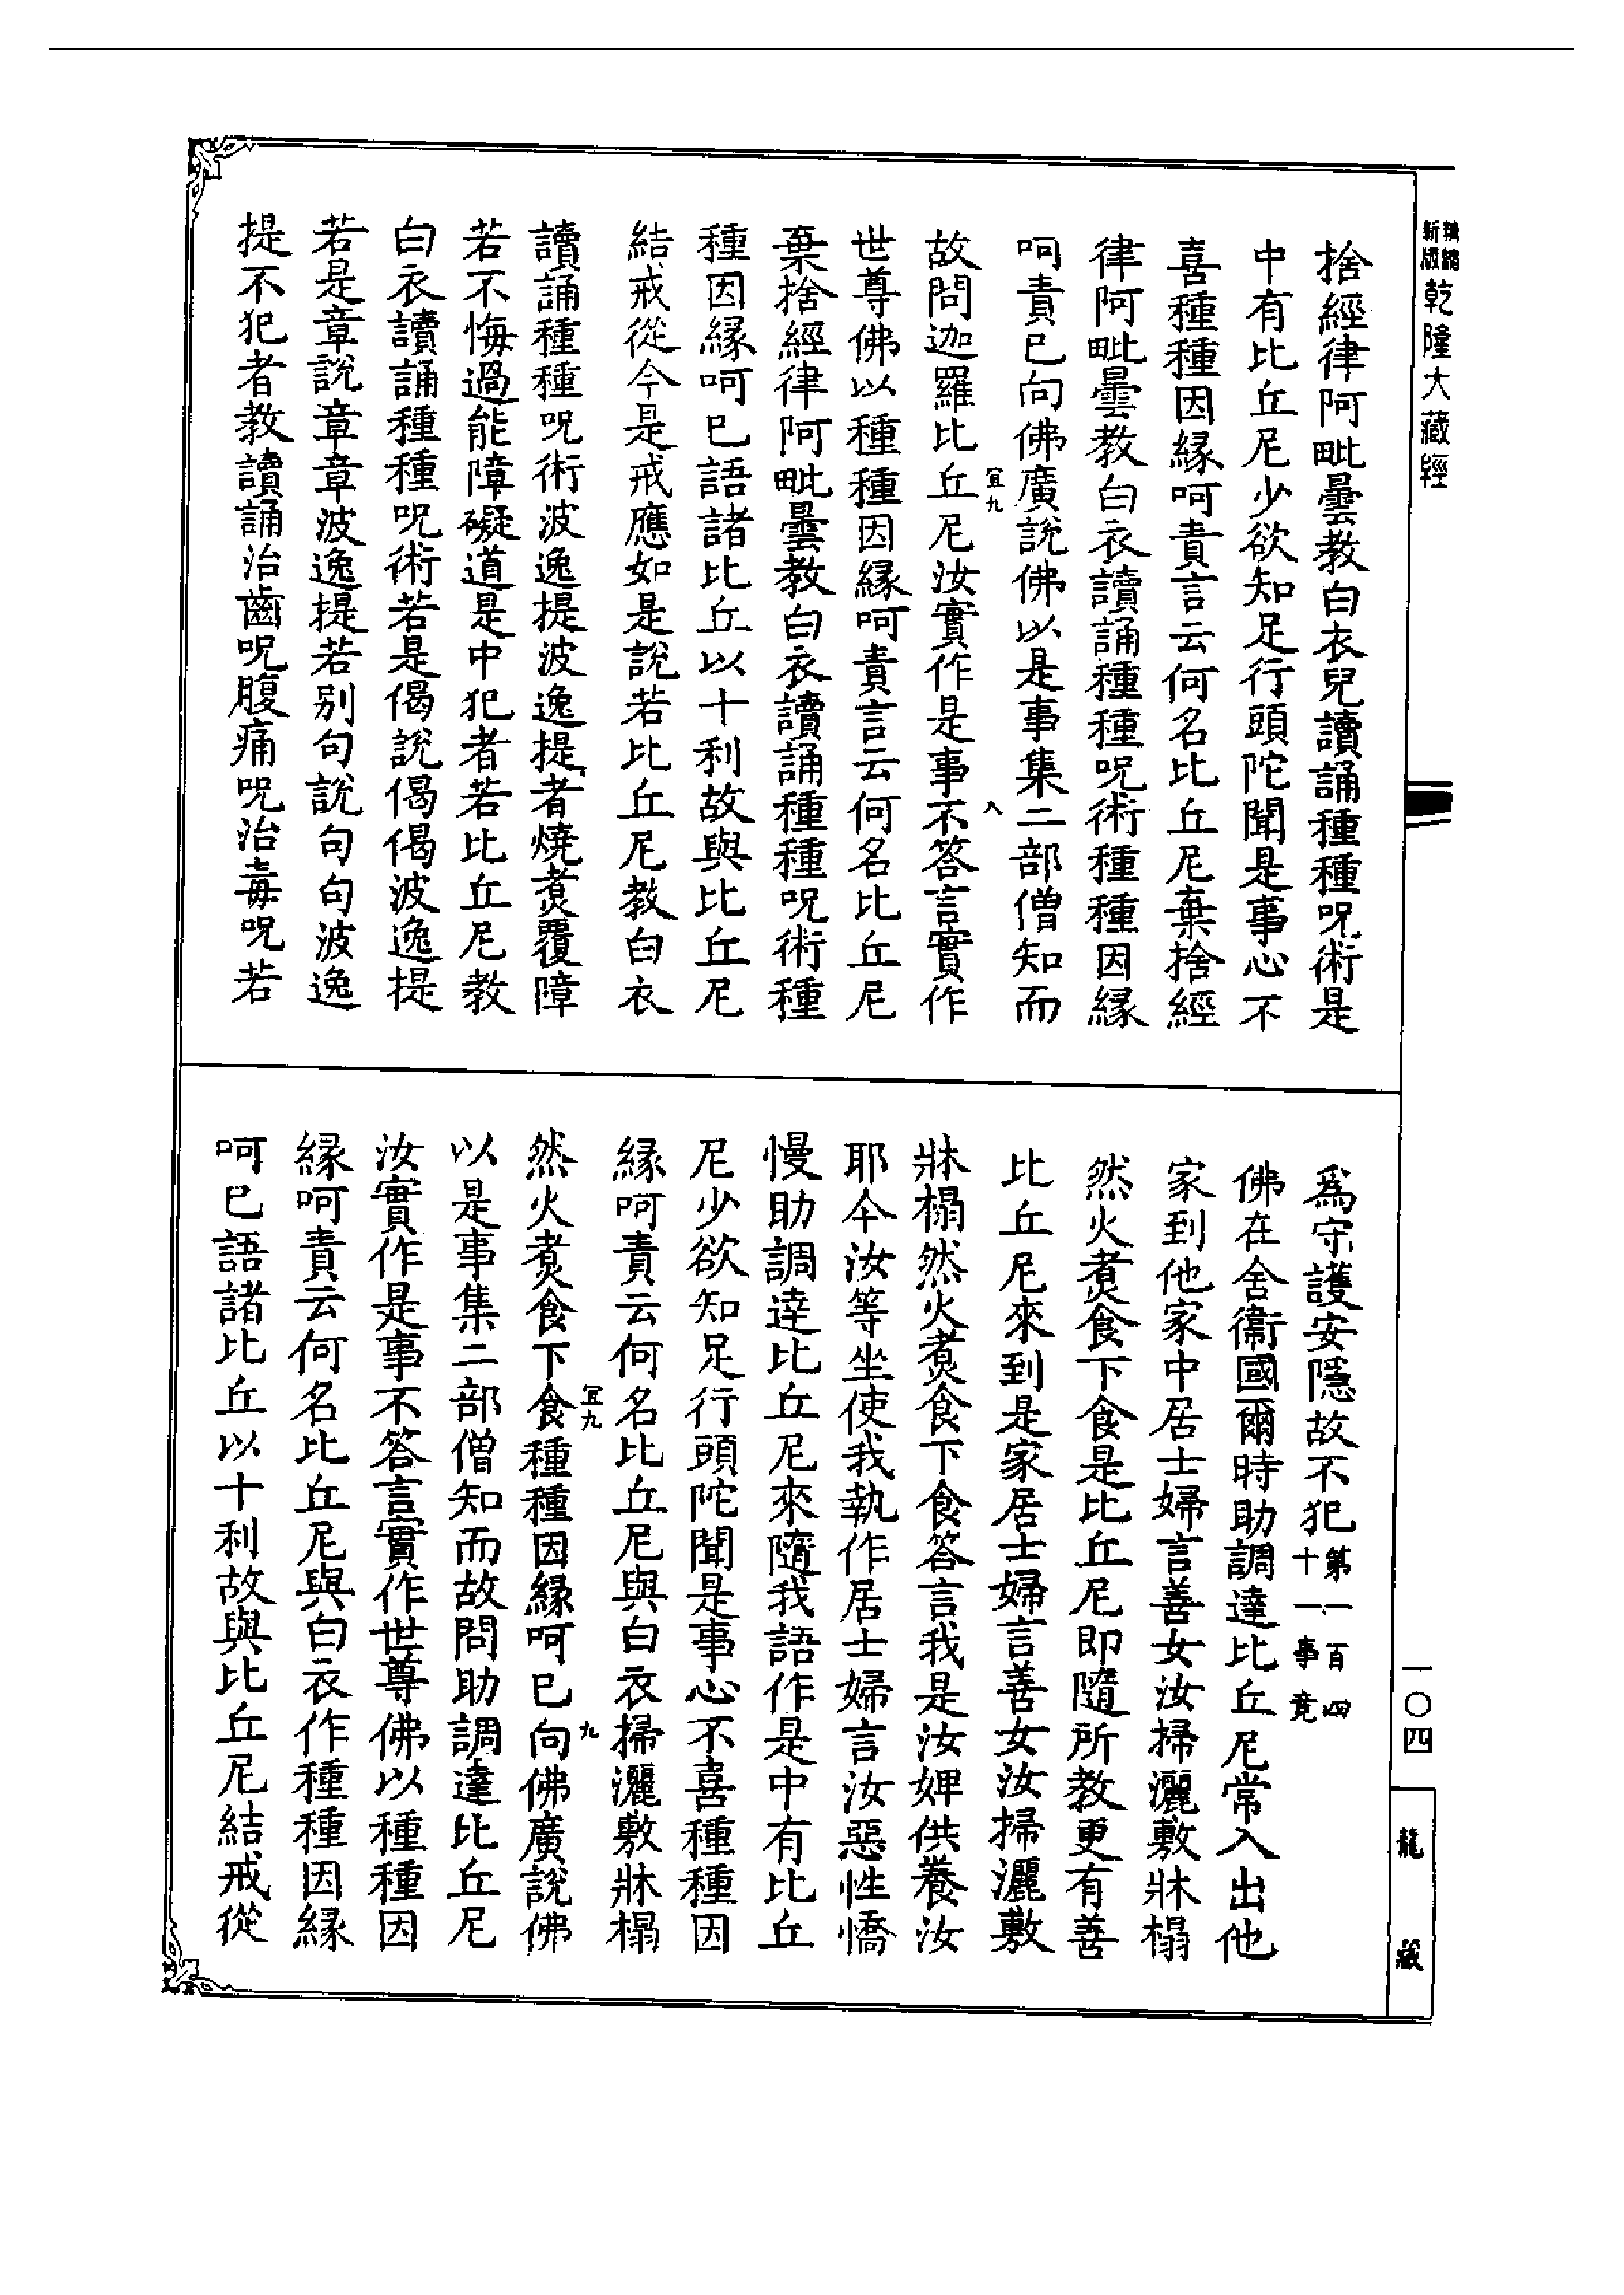 乾隆大藏經
捨經律阿毗曇教白衣兒讀誦種種呪術是
中有比丘尼少欲知足行頭陀聞是事心不
喜種種因緣呵責言云何名比丘尼棄捨經
律阿毗曇教白衣讀誦種種呪術種種因緣
呵責已向佛廣說佛以是事集二部僧知而
宜九
八
故問迦羅比丘尼汝實作是事不答言實作
世尊佛以種種因緣呵責言云何名比丘尼
棄捨經律阿毗曇教白衣讀誦種種呪術種
種因緣呵已語諸比丘以十利故與比丘尼
結戒從今是戒應如是說若比丘尼教白衣
讀誦種種呪術波逸提波逸提者燒煮覆障
若不悔過能障礙道是中犯者若比丘尼教
白衣讀誦種種呪術若是偈說偈偈波逸提
若是章說章章波逸提若別句說句句波逸
提不犯者教讀誦治齒呪腹痛呪治毒呪若
爲守護安隱故不犯第一百四十一事竟
佛在舍衞國爾時助調達比丘尼常入出他
家到他家中居士婦言善女汝掃灑敷牀榻
然火煮食下食是比丘尼即隨所教更有善
比丘尼來到是家居士婦言善女汝掃灑敷
牀榻然火煮食下食答言我是汝婢供養汝
耶今汝等坐使我執作居士婦言汝惡性憍
慢助調達比丘尼來隨我語作是中有比丘
尼少欲知足行頭陀聞是事心不喜種種因
緣呵責云何名比丘尼與白衣掃灑敷牀榻
宜九
九
然火煮食下食種種因緣呵已向佛廣說佛
以是事集二部僧知而故問助調達比丘尼
汝實作是事不答言實作世尊佛以種種因
緣呵責云何名比丘尼與白衣作種種因緣
呵已語諸比丘以十利故與比丘尼結戒從
一〇四
龍藏